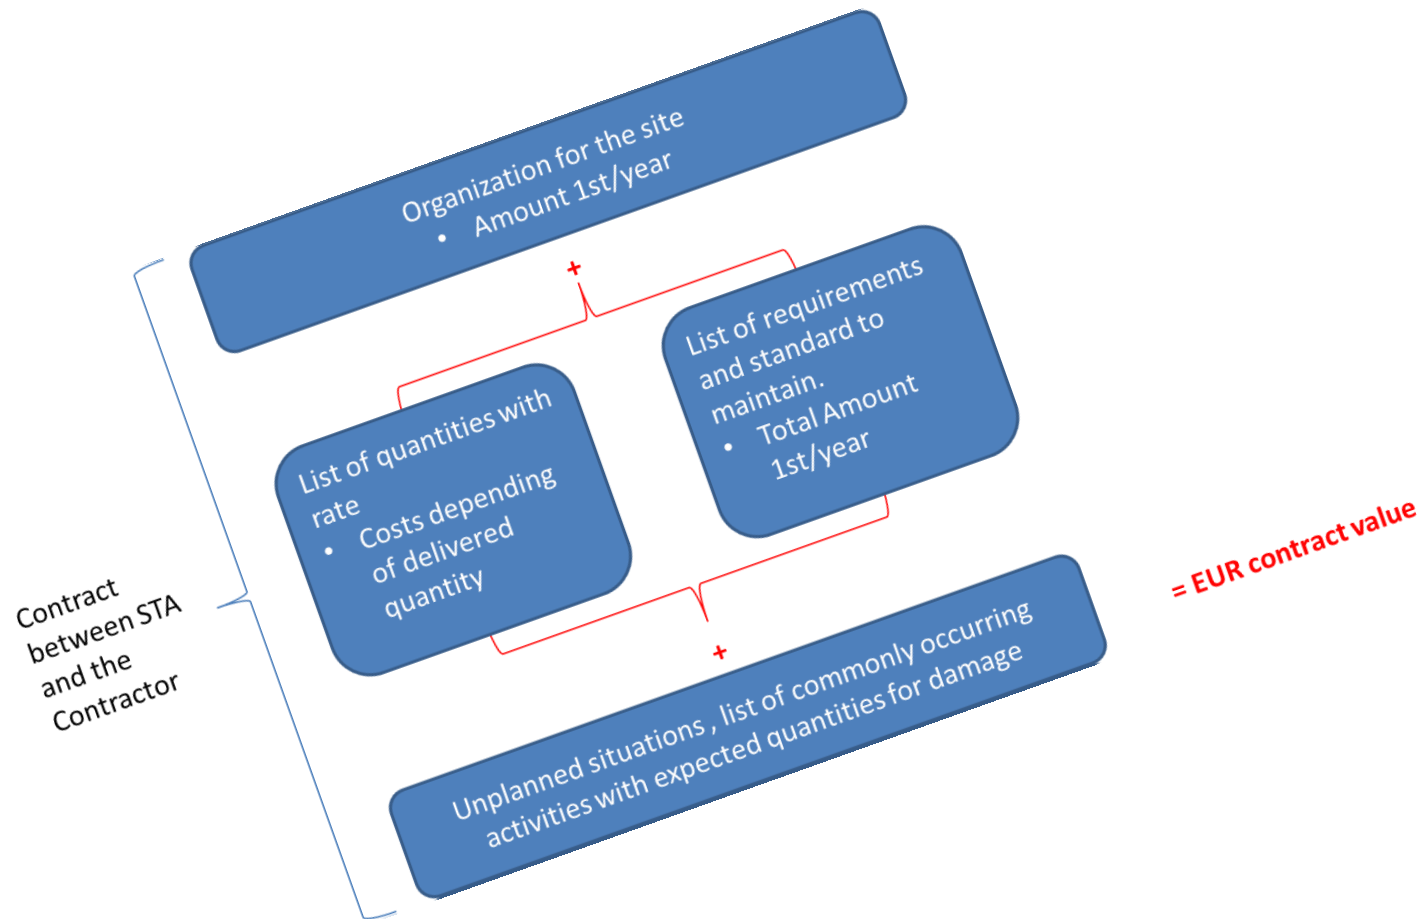 Organization for the site
• Amount 1st/year
+
List of quantities with
rate
• Costs depending
of delivered
quantity
List of requirements
and standard to
maintain.
• Total Amount
1st/year
+
Unplanned situations , list of commonly occurring
activities with expected quantities for damage
Contract
between STA
and the
Contractor
= EUR contract value